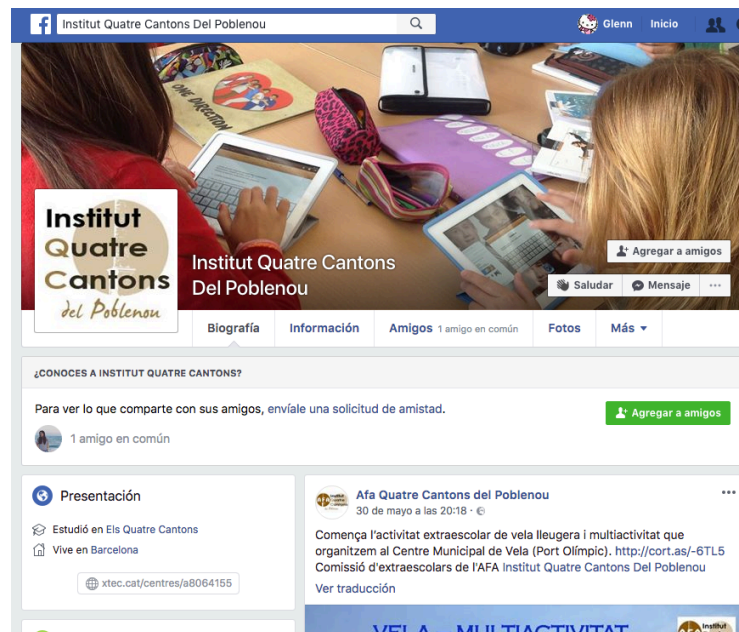 Institut Quatre Cantons Del Poblenou
Glenn
Inicio
ONE DIRECTION
Institut
Quatre
Cantons
del Poblenou
Institut Quatre Cantons
Del Poblenou
Agregar a amigos
Saludar
Mensaje
Biografía
Información
Amigos 1 amigo en común
Fotos
Más
¿CONOCES A INSTITUT QUATRE CANTONS?
Para ver lo que comparte con sus amigos, envíale una solicitud de amistad.
Agregar a amigos
1 amigo en común
Presentación
Estudió en Els Quatre Cantons
Vive en Barcelona
xtec.cat/centres/a8064155
Afa Quatre Cantons del Poblenou
30 de mayo a las 20:18 ·
Comença l'activitat extraescolar de vela lleugera i multiactivitat que
organitzem al Centre Municipal de Vela (Port Olímpic). http://cort.as/-6TL5
Comissió d'extraescolars de l'AFA Institut Quatre Cantons Del Poblenou
Ver traducción
VELA MULTIACTIVITAT
Institut